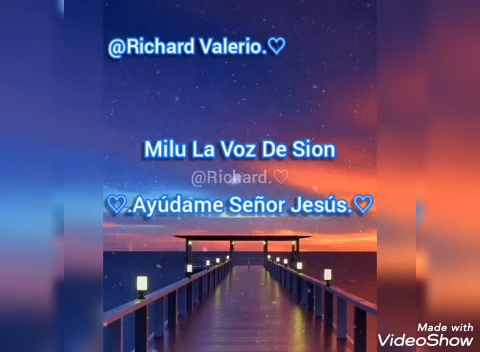 @Richard Valerio.♡
Milu La Voz De Sion
@Richard.♡
♡.Ayúdame Señor Jesús.♡
Made with
VideoShow